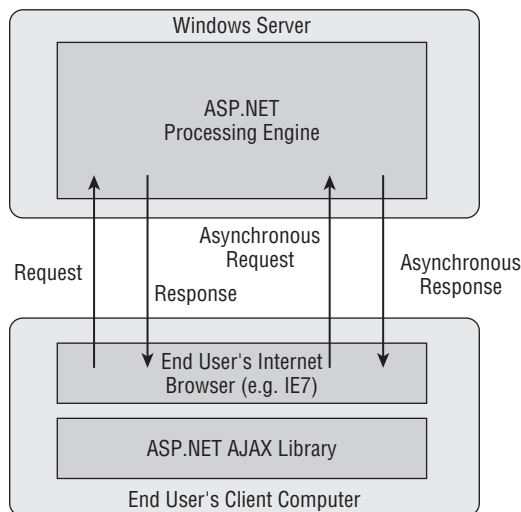 Windows Server
ASP.NET
Processing Engine
Request
Response
Asynchronous
Request
Asynchronous
Response
End User's Internet
Browser (e.g. IE7)
ASP.NET AJAX Library
End User's Client Computer